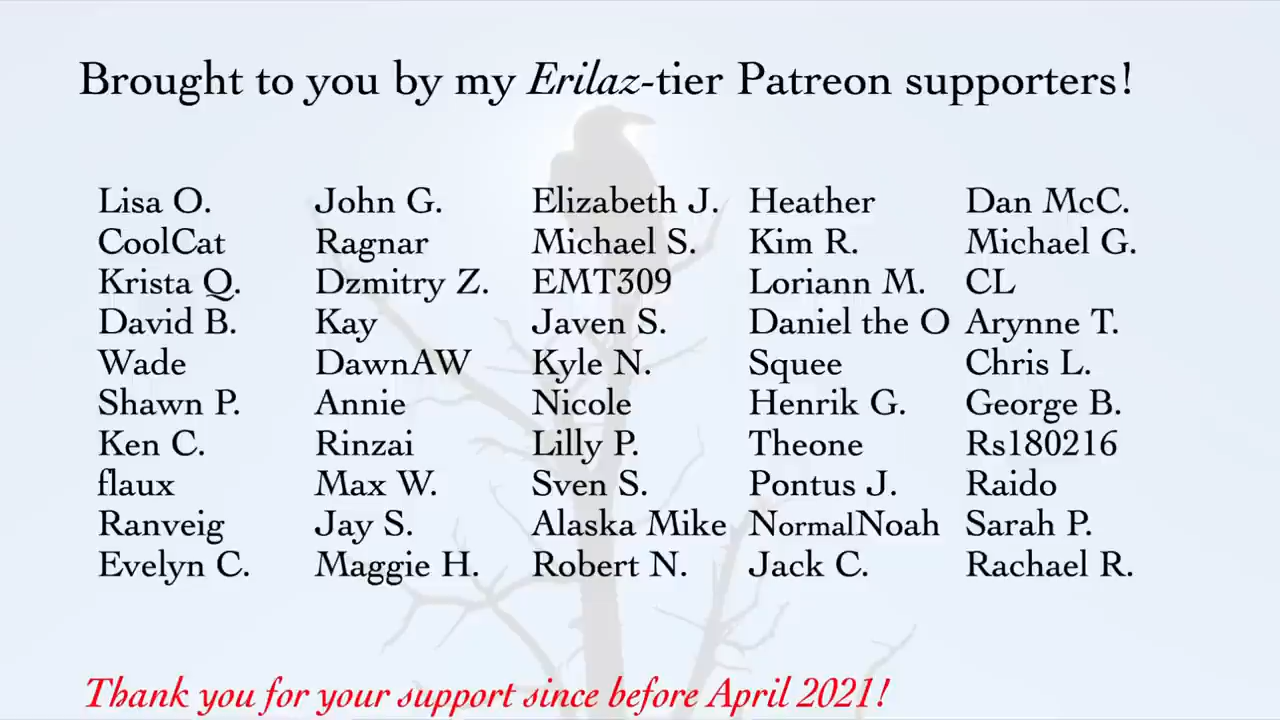 Brought to you by my Erilaz-tier Patreon supporters!
Lisa O. John G. Elizabeth J. Heather Dan McC.
CoolCat Ragnar Michael S. Kim R. Michael G.
Krista Q. Dzmitry Z. EMT309 Loriann M. CL
David B. Kay Javen S. Daniel the O Arynne T.
Wade DawnAW Kyle N. Squee Chris L.
Shawn P. Annie Nicole Henrik G. George B.
Ken C. Rinzai Lilly P. Theone Rs180216
flaux Max W. Sven S. Pontus J. Raido
Ranveig Jay S. Alaska Mike NormalNoah Sarah P.
Evelyn C. Maggie H. Robert N. Jack C. Rachael R.
Thank you for your support since before April 2021!